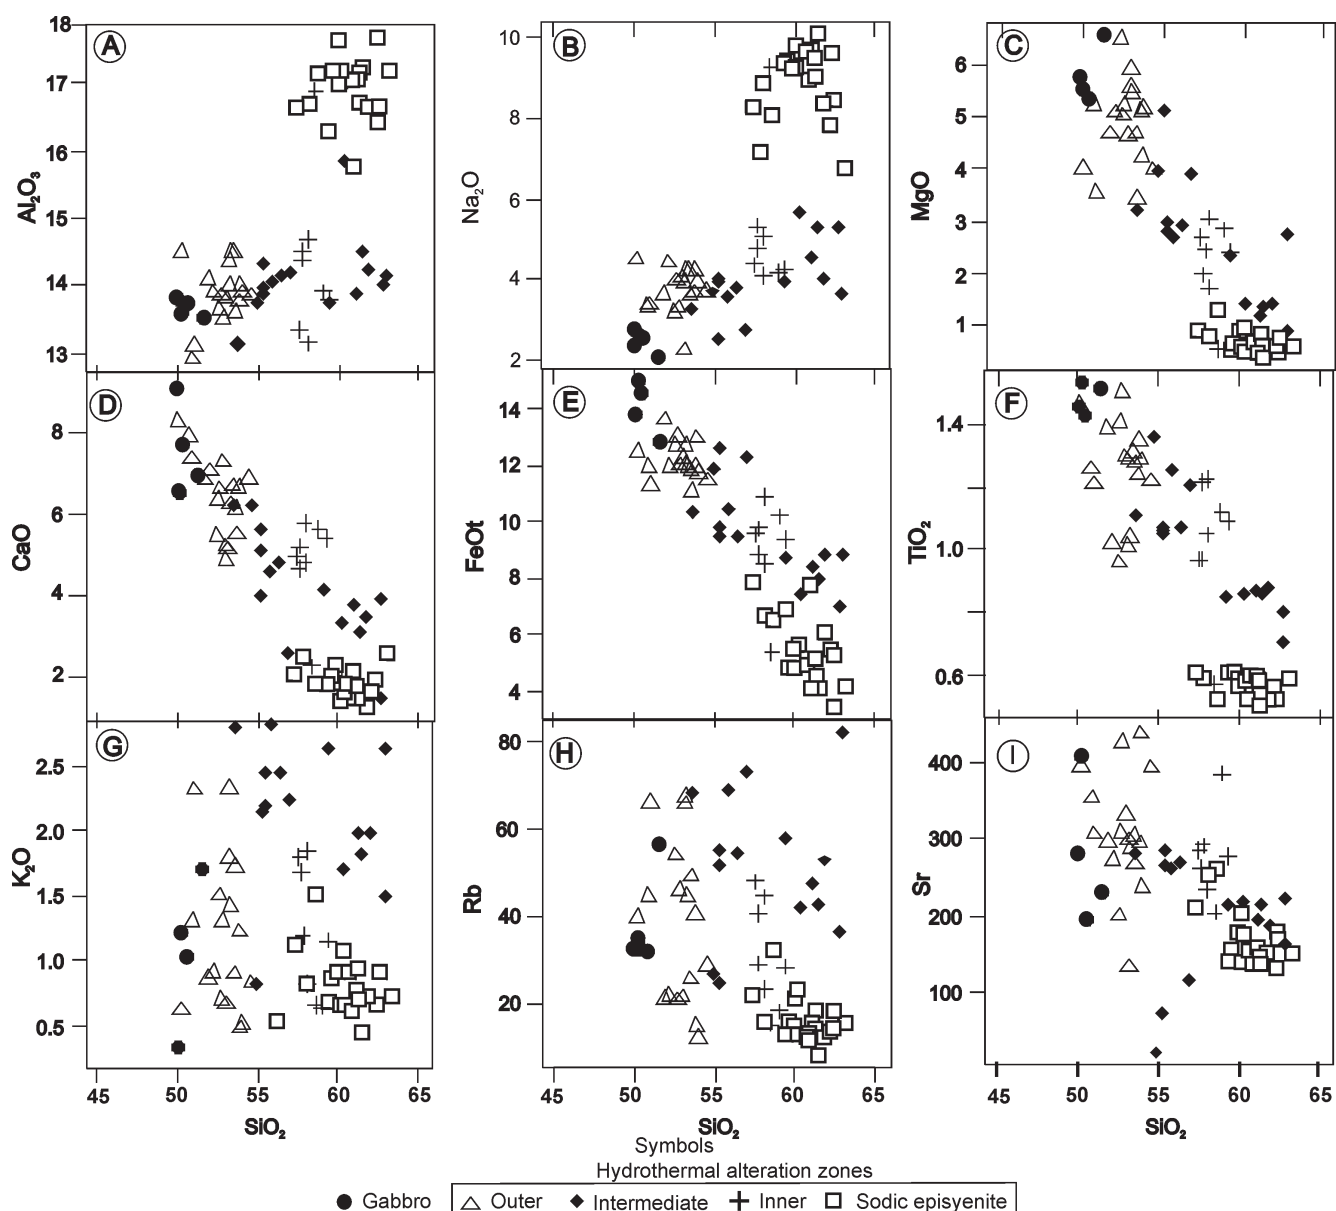 A
18
17
16
15
14
13
Al₂O₃
B
10
8
6
4
2
Na₂O
C
6
5
4
3
2
1
MgO
D
8
6
4
2
CaO
E
14
12
10
8
6
4
FeOt
F
1.4
1.0
0.6
TiO₂
G
2.5
2.0
1.5
1.0
0.5
K₂O
H
80
60
40
20
Rb
I
400
300
200
100
Sr
45 50 55 60 65
45 50 55 60 65
45 50 55 60 65
SiO₂ SiO₂ SiO₂
Symbols
Hydrothermal alteration zones
Gabbro Outer Intermediate Inner Sodic episyenite